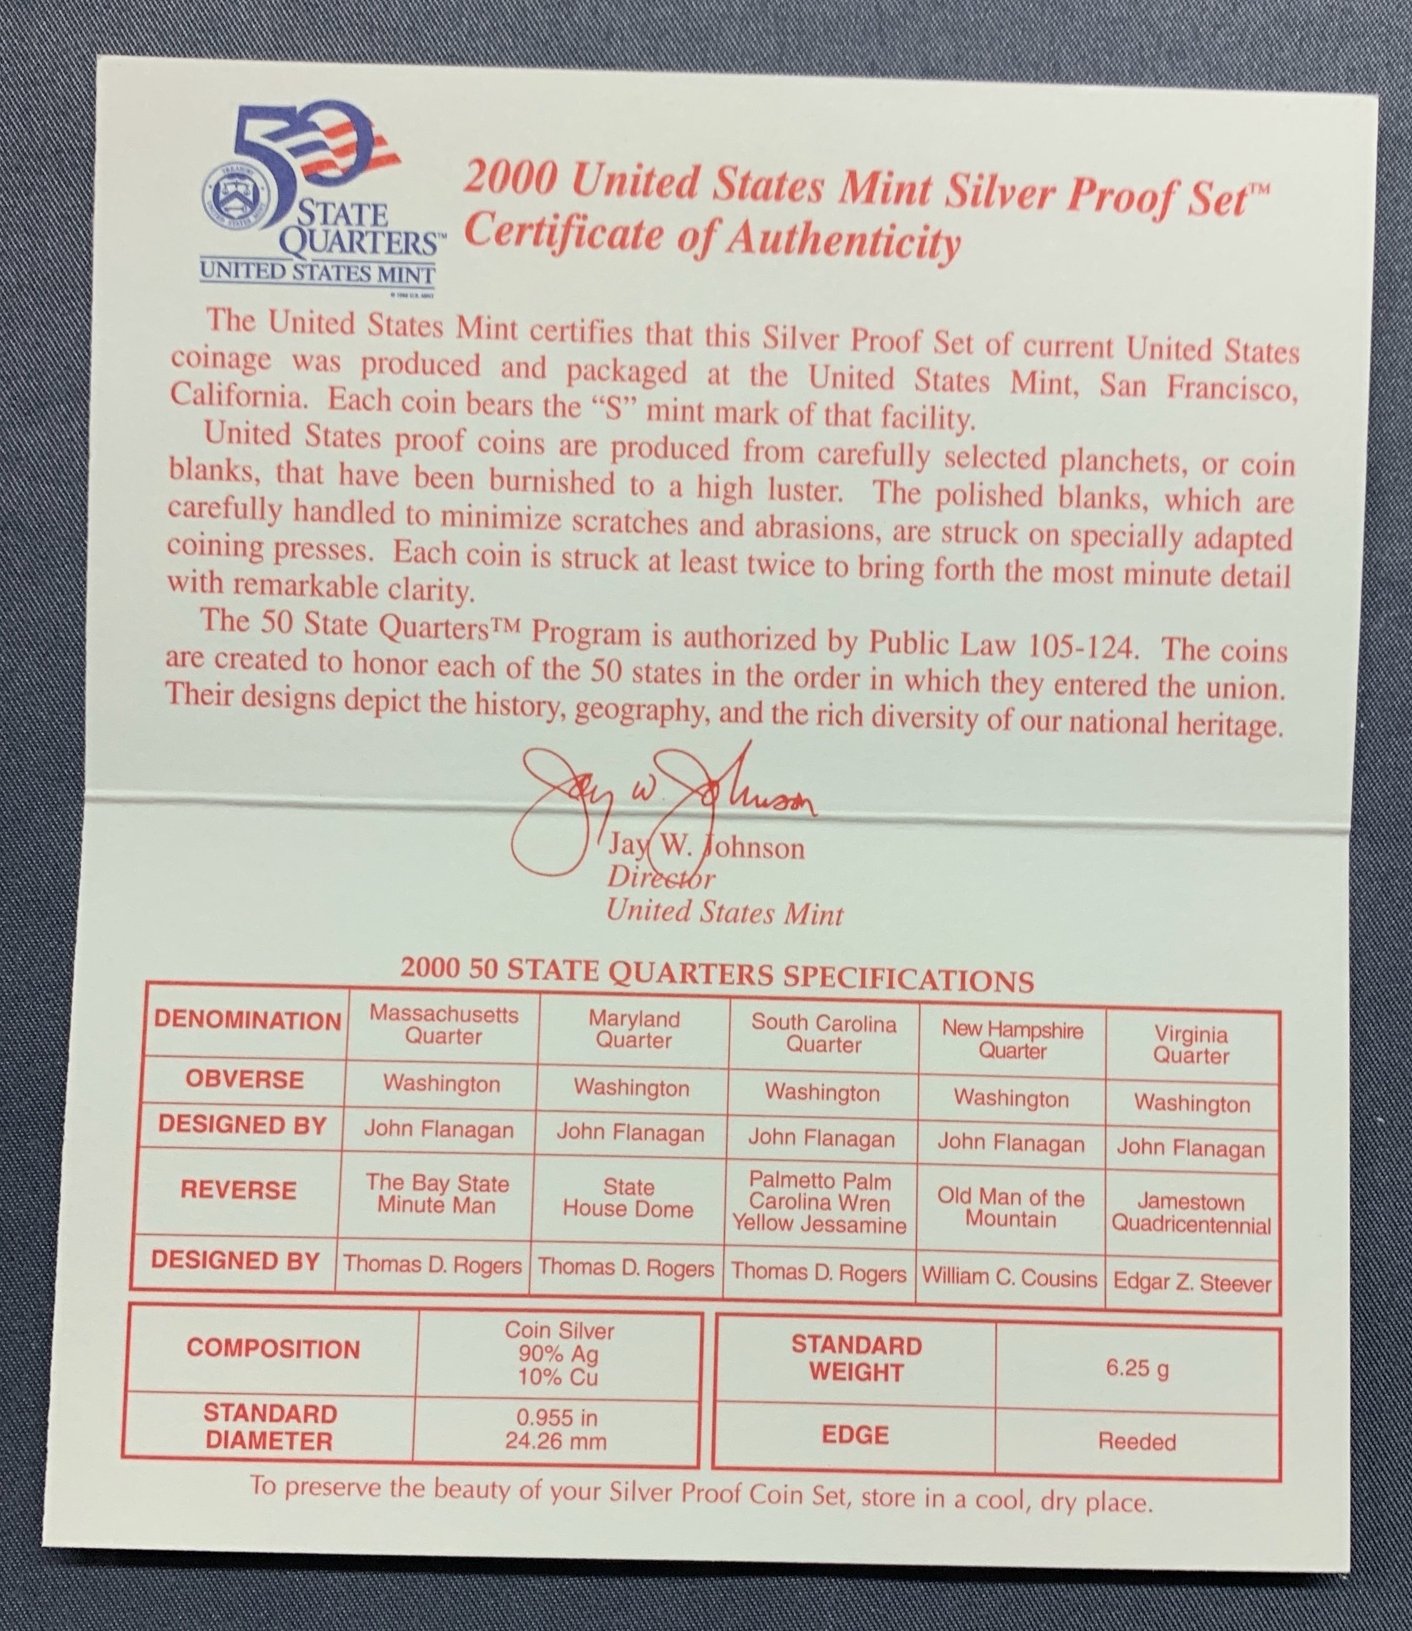 50
STATE
QUARTERS™
UNITED STATES MINT
2000 United States Mint Silver Proof Set™
Certificate of Authenticity
The United States Mint certifies that this Silver Proof Set of current United States
coinage was produced and packaged at the United States Mint, San Francisco,
California. Each coin bears the “S” mint mark of that facility.
United States proof coins are produced from carefully selected planchets, or coin
blanks, that have been burnished to a high luster. The polished blanks, which are
carefully handled to minimize scratches and abrasions, are struck on specially adapted
coining presses. Each coin is struck at least twice to bring forth the most minute detail
with remarkable clarity.
The 50 State Quarters™ Program is authorized by Public Law 105-124. The coins
are created to honor each of the 50 states in the order in which they entered the union.
Their designs depict the history, geography, and the rich diversity of our national heritage.
Jay W. Johnson
Jay W. Johnson
Director
United States Mint
2000 50 STATE QUARTERS SPECIFICATIONS
DENOMINATION Massachusetts Quarter Maryland Quarter South Carolina Quarter New Hampshire Quarter Virginia Quarter
OBVERSE Washington Washington Washington Washington Washington
DESIGNED BY John Flanagan John Flanagan John Flanagan John Flanagan John Flanagan
REVERSE The Bay State Minute Man State House Dome Palmetto Palm Carolina Wren Yellow Jessamine Old Man of the Mountain Jamestown Quadricentennial
DESIGNED BY Thomas D. Rogers Thomas D. Rogers Thomas D. Rogers William C. Cousins Edgar Z. Steever
COMPOSITION Coin Silver 90% Ag 10% Cu
STANDARD DIAMETER 0.955 in 24.26 mm
STANDARD WEIGHT 6.25 g
EDGE Reeded
To preserve the beauty of your Silver Proof Coin Set, store in a cool, dry place.